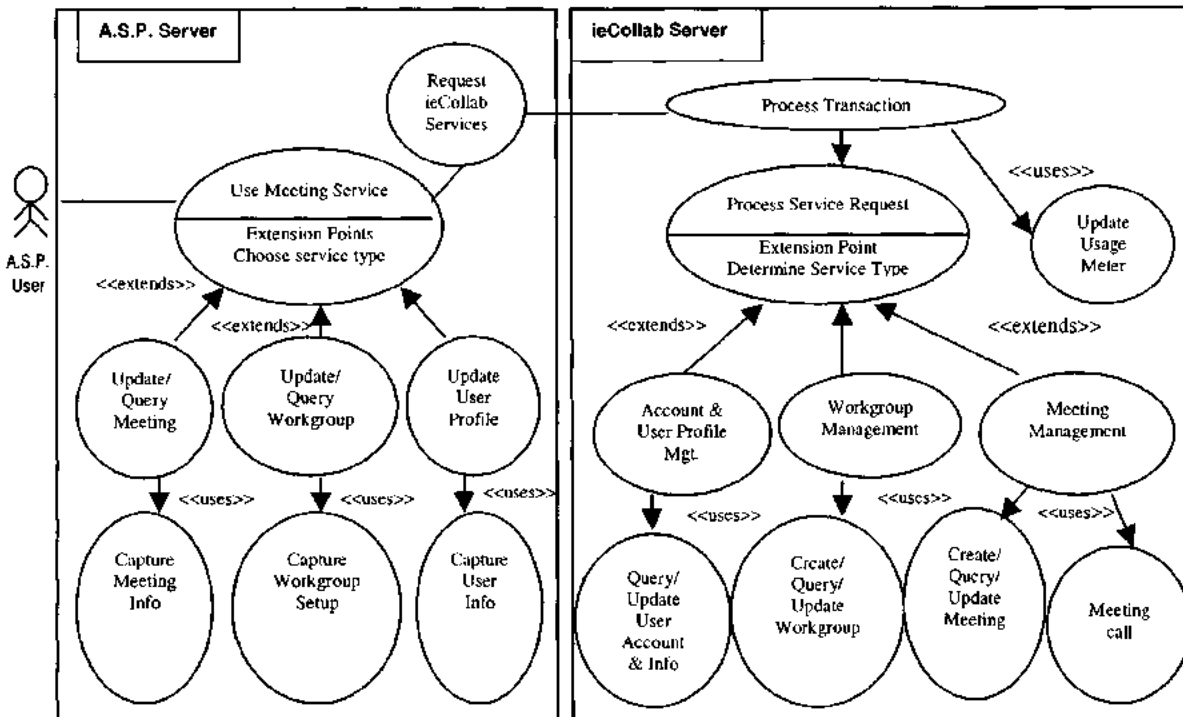 A.S.P. Server
Request
ieCollab
Services
Use Meeting Service
Extension Points
Choose service type
A.S.P.
User
<<extends>>
<<extends>>
Update/
Query
Meeting
Update/
Query
Workgroup
Update
User
Profile
<<uses>>
<<uses>>
<<uses>>
Capture
Meeting
Info
Capture
Workgroup
Setup
Capture
User
Info
ieCollab Server
Process Transaction
<<uses>>
Process Service Request
Extension Point
Determine Service Type
Update
Usage
Meter
<<extends>>
<<extends>>
Account &
User Profile
Mgt.
Workgroup
Management
Meeting
Management
<<uses>>
<<uses>>
<<uses>>
Query/
Update
User
Account
& Info
Create/
Query/
Update
Workgroup
Create/
Query/
Update
Meeting
Meeting
call